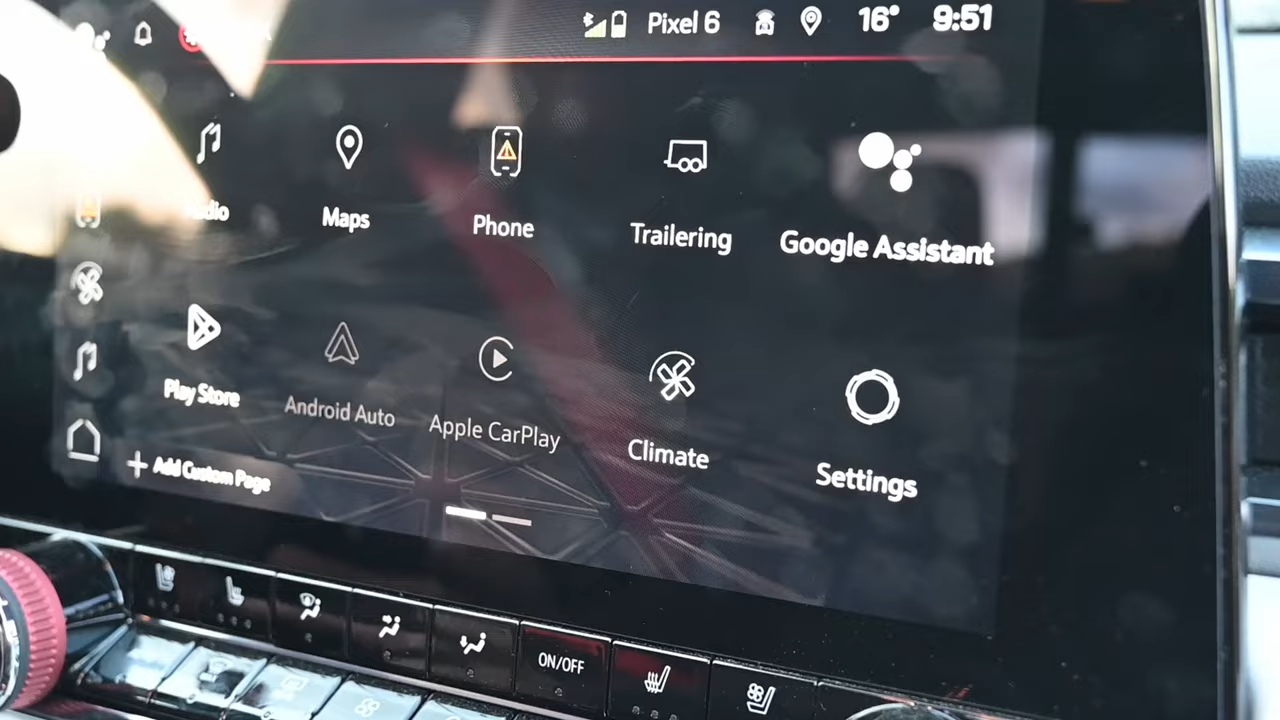 Pixel 6 16° 9:51
Audio Maps Phone Trailering Google Assistant
Play Store Android Auto Apple CarPlay Climate Settings
+ Add Custom Page
ON/OFF